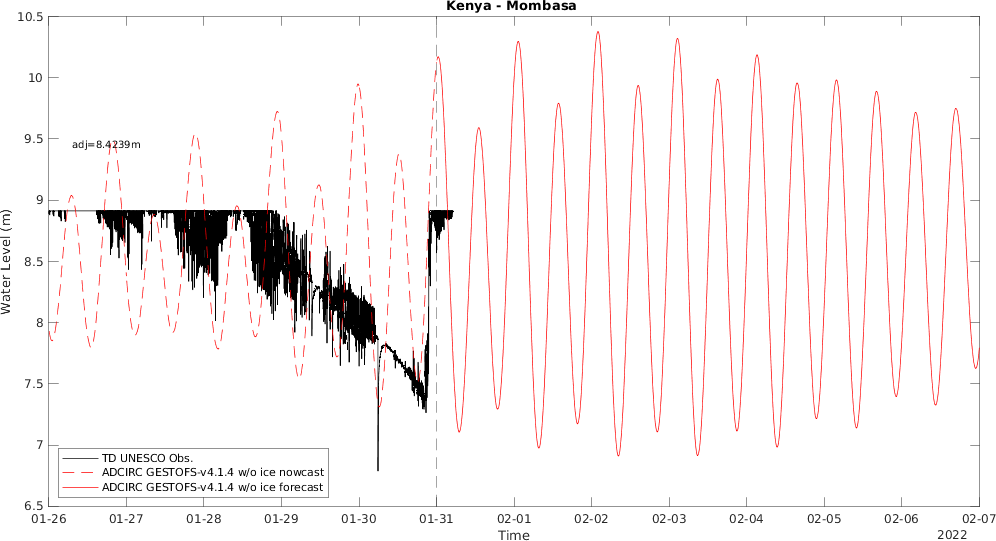 Kenya - Mombasa
10.5
10
9.5
9
8.5
8
7.5
7
6.5
Water Level (m)
adj=8.4239m
TD UNESCO Obs.
ADCIRC GESTOFS-v4.1.4 w/o ice nowcast
ADCIRC GESTOFS-v4.1.4 w/o ice forecast
01-26 01-27 01-28 01-29 01-30 01-31 02-01 02-02 02-03 02-04 02-05 02-06 02-07
Time
2022